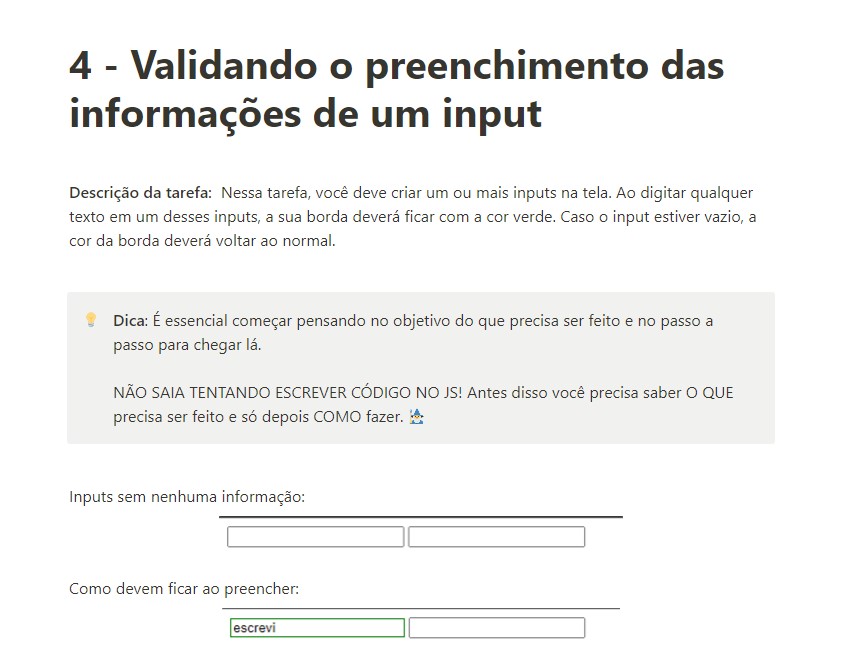 4 - Validando o preenchimento das
informações de um input
Descrição da tarefa: Nessa tarefa, você deve criar um ou mais inputs na tela. Ao digitar qualquer
texto em um desses inputs, a sua borda deverá ficar com a cor verde. Caso o input estiver vazio, a
cor da borda deverá voltar ao normal.
Dica: É essencial começar pensando no objetivo do que precisa ser feito e no passo a
passo para chegar lá.
NÃO SAIA TENTANDO ESCREVER CÓDIGO NO JS! Antes disso você precisa saber O QUE
precisa ser feito e só depois COMO fazer.
Inputs sem nenhuma informação:
Como devem ficar ao preencher:
escrevi